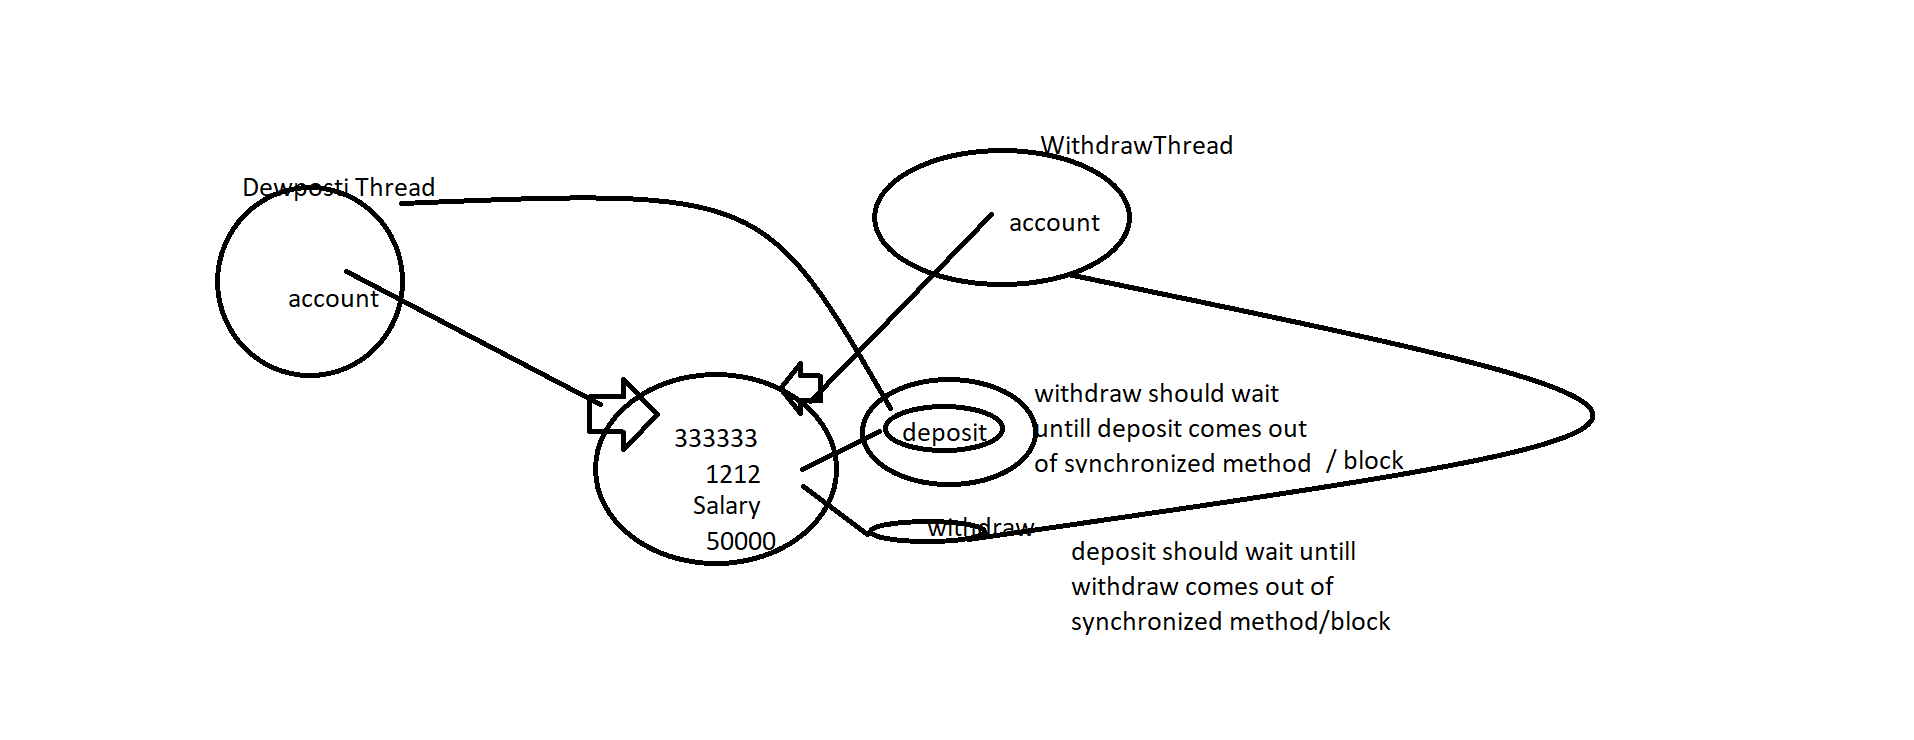 WithdrawThread
Dewposti Thread
account
account
withdraw should wait
untill deposit comes out
of synchronized method / block
deposit
333333
1212
Salary
50000
withdraw
deposit should wait untill
withdraw comes out of
synchronized method/block